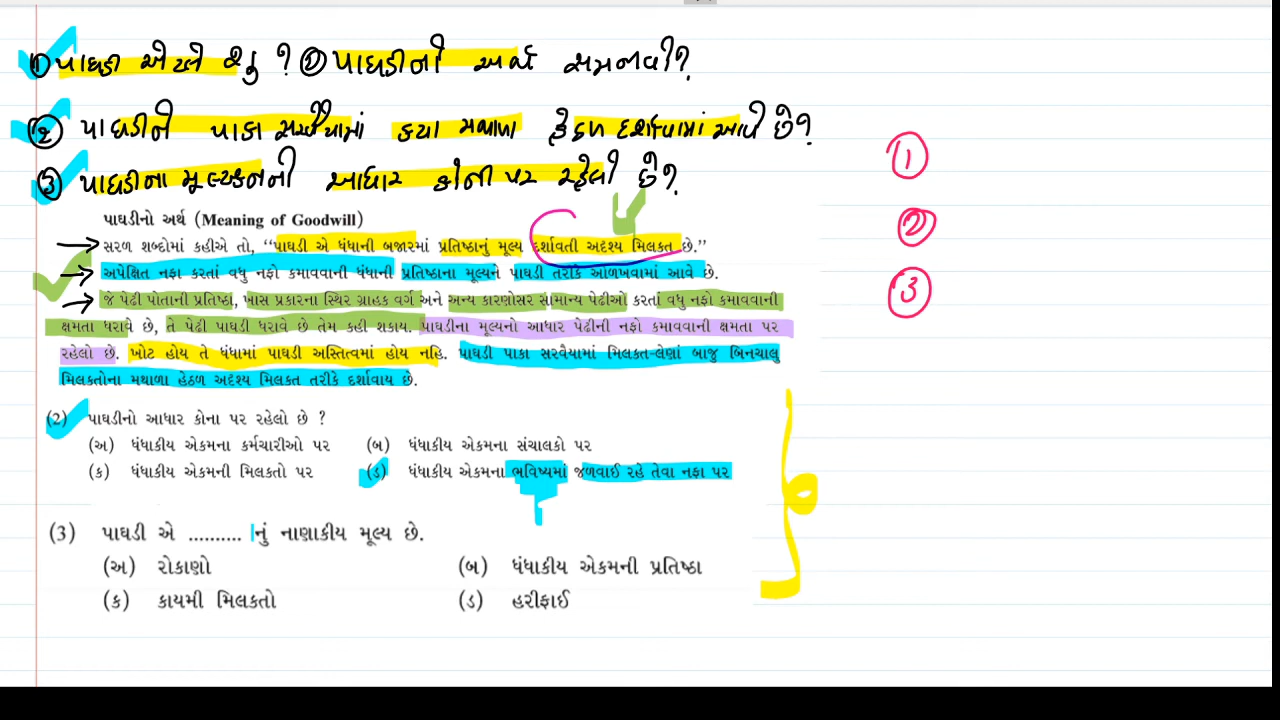 ① પાઘડી એટલે શું ? ① પાઘડીનો અર્થ સમજાવો?
② પાઘડીને પાકા સરવૈયામાં કયા મથાળા હેઠળ દર્શાવવામાં આવે છે?
③ પાઘડીના મૂલ્યાંકનનો આધાર કોની પર રહેલો છે?
①
②
③
પાઘડીનો અર્થ (Meaning of Goodwill)
સરળ શબ્દોમાં કહીએ તો, “પાઘડી એ ધંધાની બજારમાં પ્રતિષ્ઠાનું મૂલ્ય દર્શાવતી અદૃશ્ય મિલકત છે.”
અપેક્ષિત નફા કરતાં વધુ નફો કમાવવાની ધંધાની પ્રતિષ્ઠાના મૂલ્યને પાઘડી તરીકે ઓળખવામાં આવે છે.
જે પેઢી પોતાની પ્રતિષ્ઠા, ખાસ પ્રકારના સ્થિર ગ્રાહક વર્ગ અને અન્ય કારણોસર સામાન્ય પેઢીઓ કરતાં વધુ નફો કમાવવાની
ક્ષમતા ધરાવે છે, તે પેઢી પાઘડી ધરાવે છે તેમ કહી શકાય. પાઘડીના મૂલ્યનો આધાર પેઢીની નફો કમાવવાની ક્ષમતા પર
રહેલો છે. ખોટ હોય તે ધંધામાં પાઘડી અસ્તિત્વમાં હોય નહિ. પાઘડી પાકા સરવૈયામાં મિલકત-લેણાં બાજુ બિનચાલુ
મિલકતોના મથાળા હેઠળ અદૃશ્ય મિલકત તરીકે દર્શાવાય છે.
(2) પાઘડીનો આધાર કોના પર રહેલો છે ?
(અ) ધંધાકીય એકમના કર્મચારીઓ પર (બ) ધંધાકીય એકમના સંચાલકો પર
(ક) ધંધાકીય એકમની મિલકતો પર (ડ) ધંધાકીય એકમના ભવિષ્યમાં જળવાઈ રહે તેવા નફા પર
(3) પાઘડી એ .......... નું નાણાકીય મૂલ્ય છે.
(અ) રોકાણો (બ) ધંધાકીય એકમની પ્રતિષ્ઠા
(ક) કાયમી મિલકતો (ડ) હરીફાઈ